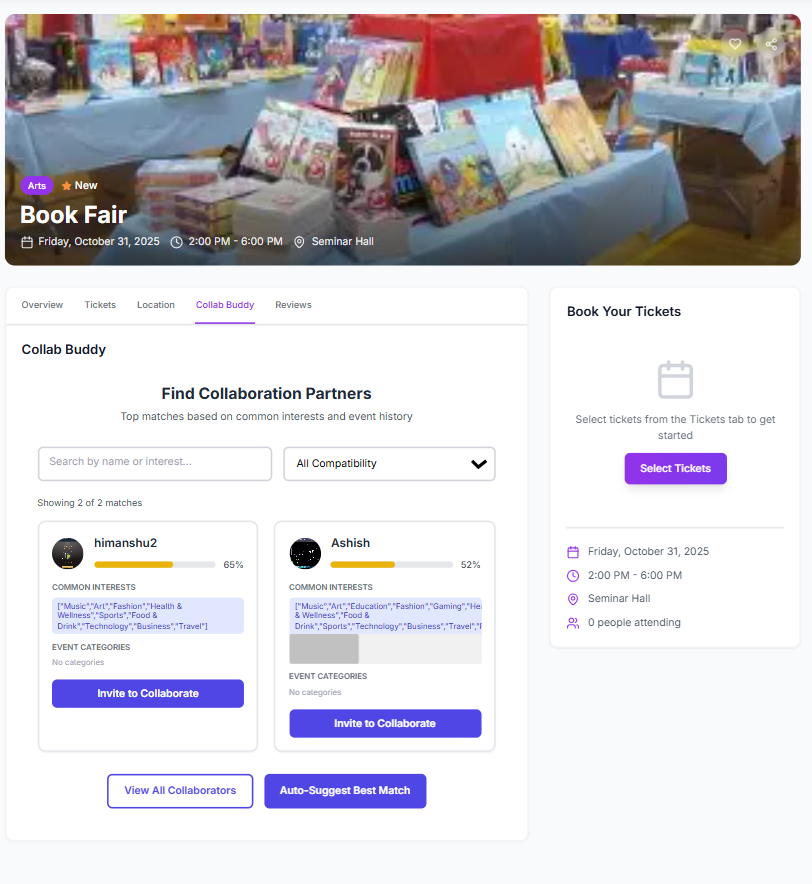 Arts
New
Book Fair
Friday, October 31, 2025
2:00 PM - 6:00 PM
Seminar Hall
Overview
Tickets
Location
Collab Buddy
Reviews
Collab Buddy
Find Collaboration Partners
Top matches based on common interests and event history
Search by name or interest...
All Compatibility
Showing 2 of 2 matches
himanshu2
65%
COMMON INTERESTS
["Music","Art","Fashion","Health &
Wellness","Sports","Food &
Drink","Technology","Business","Travel"]
EVENT CATEGORIES
No categories
Invite to Collaborate
Ashish
52%
COMMON INTERESTS
["Music","Art","Education","Fashion","Gaming","Hea
& Wellness","Food &
Drink","Sports","Technology","Business","Travel","F
EVENT CATEGORIES
No categories
Invite to Collaborate
View All Collaborators
Auto-Suggest Best Match
Book Your Tickets
Select tickets from the Tickets tab to get
started
Select Tickets
Friday, October 31, 2025
2:00 PM - 6:00 PM
Seminar Hall
0 people attending